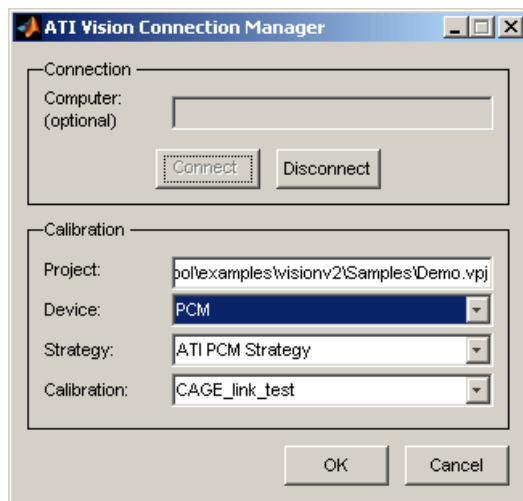 ATI Vision Connection Manager
Connection
Computer:
(optional)
Connect
Disconnect
Calibration
Project:
ool\examples\visionv2\Samples\Demo.vpj
Device:
PCM
Strategy:
ATI PCM Strategy
Calibration:
CAGE_link_test
OK
Cancel